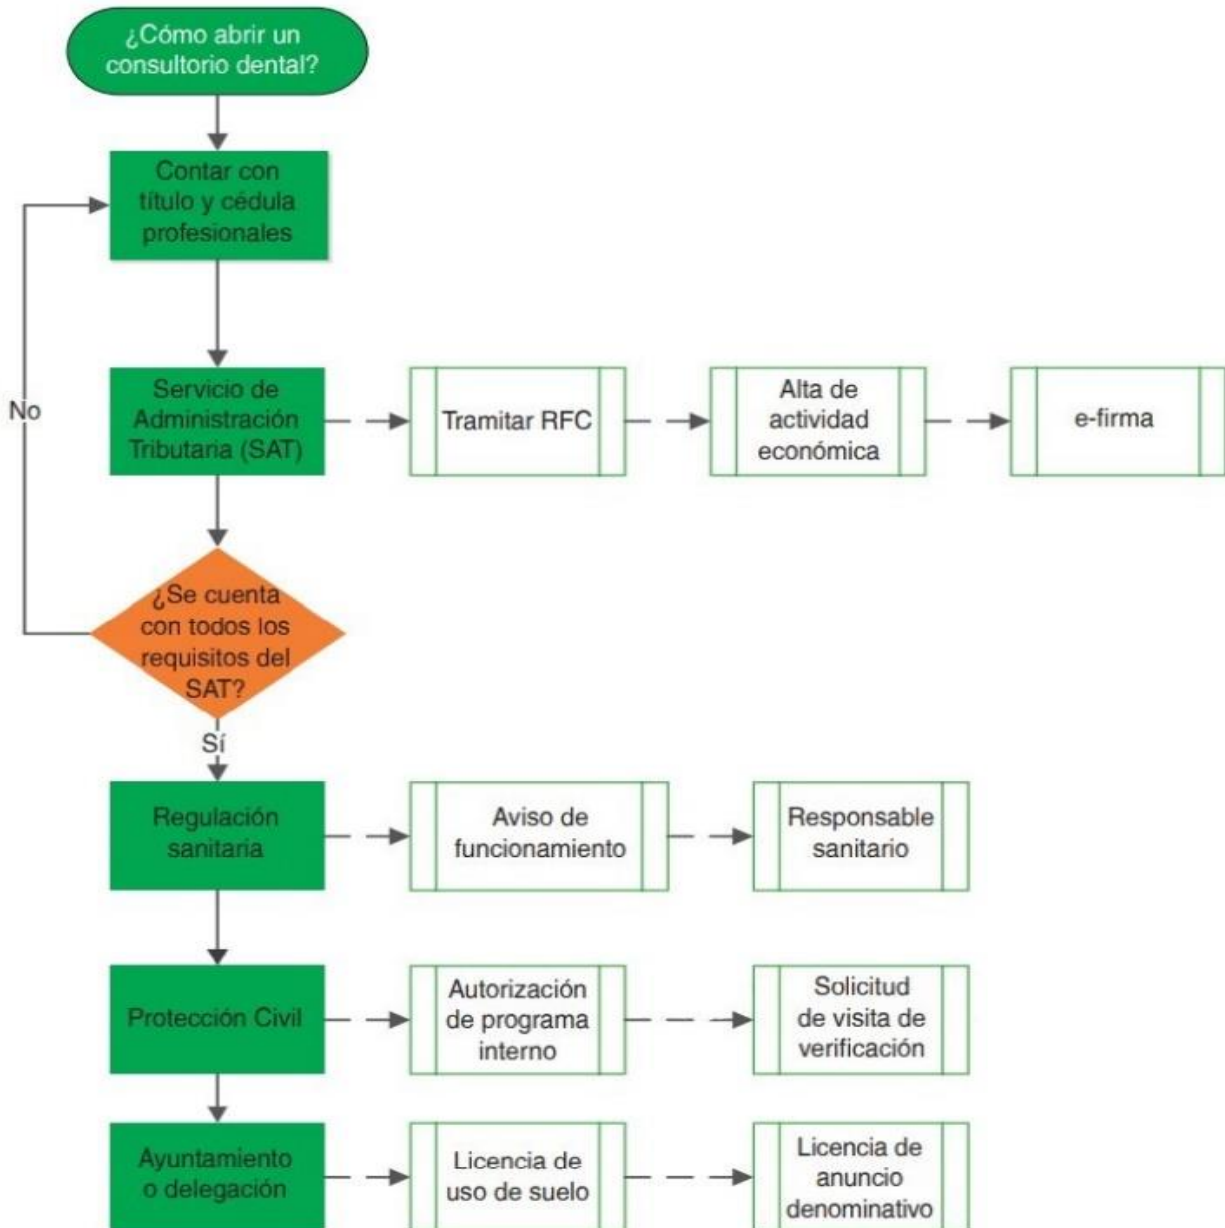 ¿Cómo abrir un
consultorio dental?
Contar con
título y cédula
profesionales
No
Servicio de
Administración
Tributaria (SAT)
Tramitar RFC
Alta de
actividad
económica
e-firma
¿Se cuenta
con todos los
requisitos del
SAT?
Sí
Regulación
sanitaria
Aviso de
funcionamiento
Responsable
sanitario
Protección Civil
Autorización
de programa
interno
Solicitud
de visita de
verificación
Ayuntamiento
o delegación
Licencia de
uso de suelo
Licencia de
anuncio
denominativo